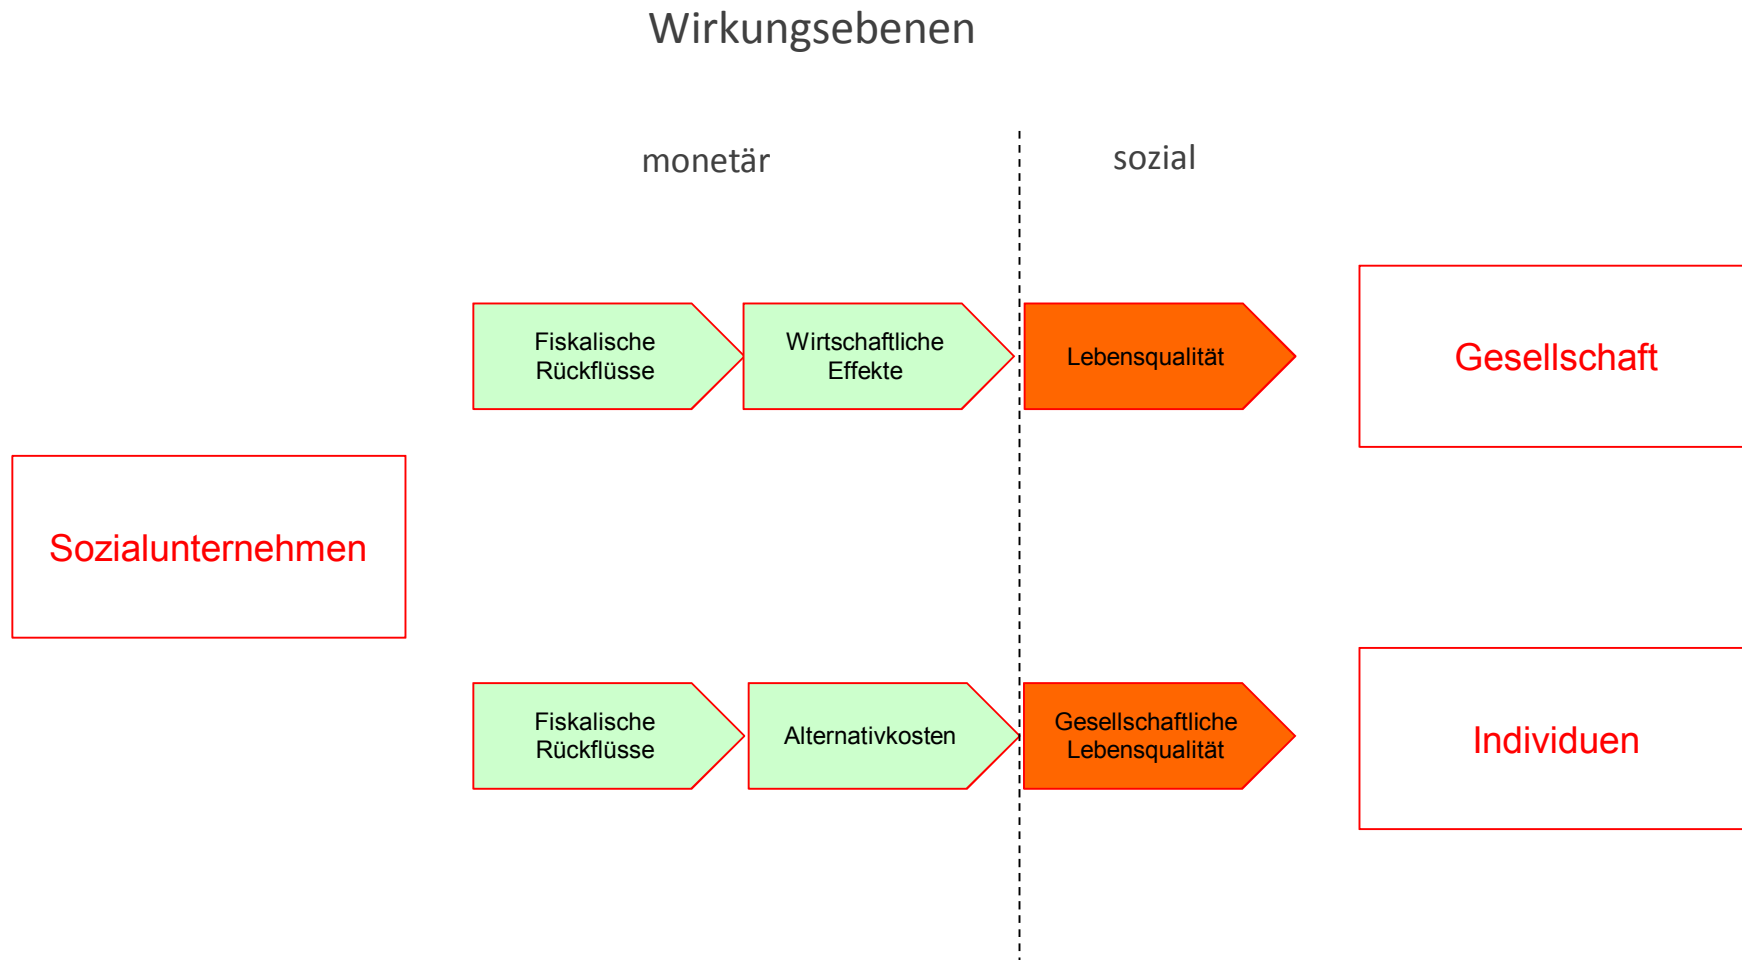 Wirkungsebenen
monetär
sozial
Fiskalische
Rückflüsse
Wirtschaftliche
Effekte
Lebensqualität
Gesellschaft
Sozialunternehmen
Fiskalische
Rückflüsse
Alternativkosten
Gesellschaftliche
Lebensqualität
Individuen